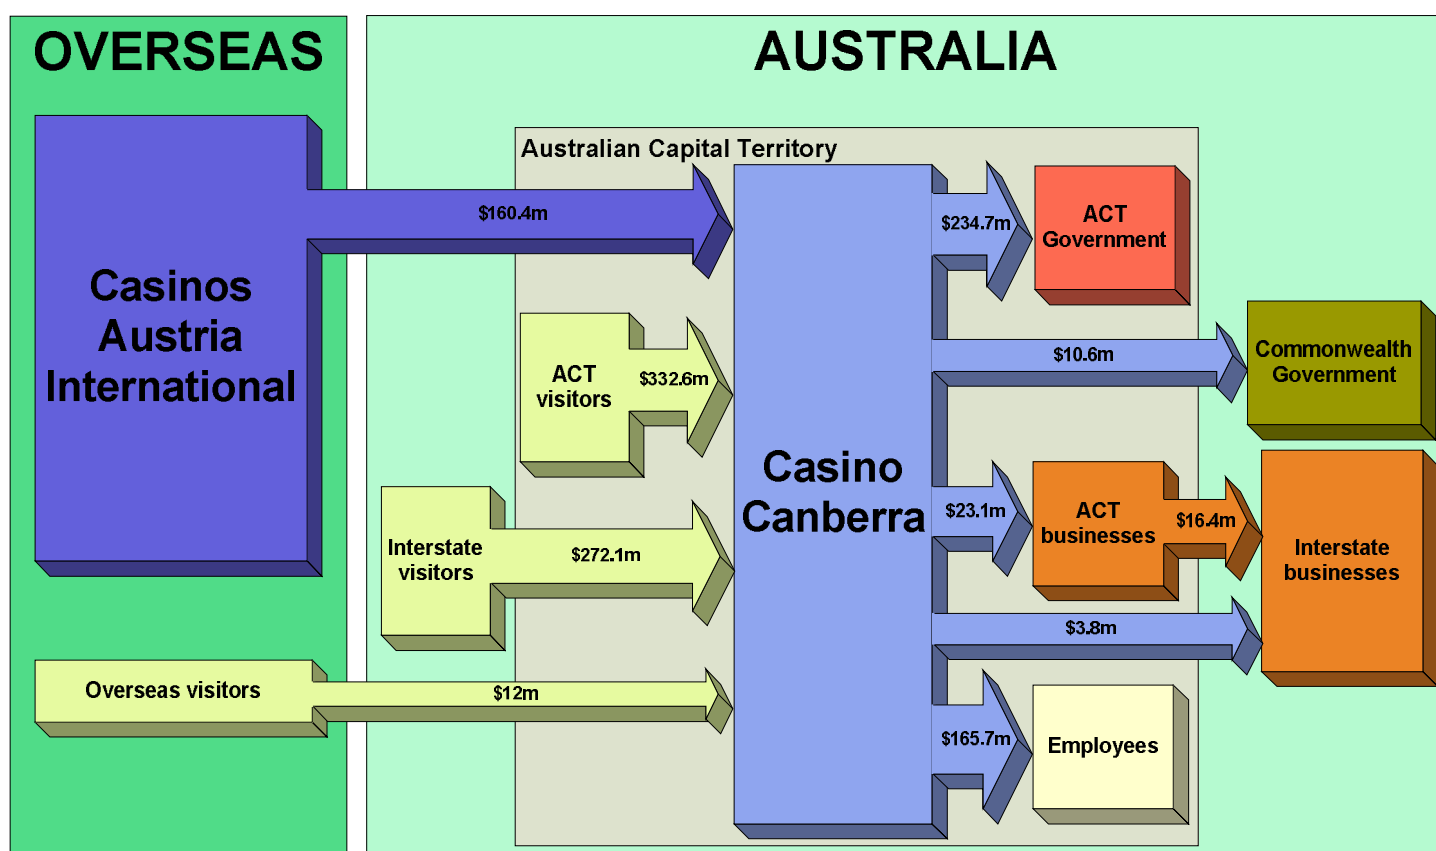 OVERSEAS
AUSTRALIA
Australian Capital Territory
Casinos
Austria
International
$160.4m
ACT
visitors
$332.6m
Interstate
visitors
$272.1m
Overseas visitors
$12m
Casino
Canberra
$234.7m
ACT
Government
$10.6m
Commonwealth
Government
$23.1m
ACT
businesses
$16.4m
Interstate
businesses
$3.8m
$165.7m
Employees